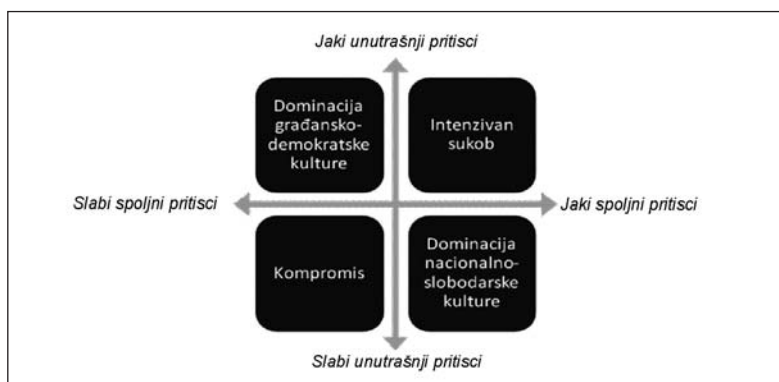 Jaki unutrašnji pritisci
Dominacija
građansko-
demokratske
kulture
Intenzivan
sukob
Slabi spoljni pritisci
Jaki spoljni pritisci
Kompromis
Dominacija
nacionalno-
slobodarske
kulture
Slabi unutrašnji pritisci